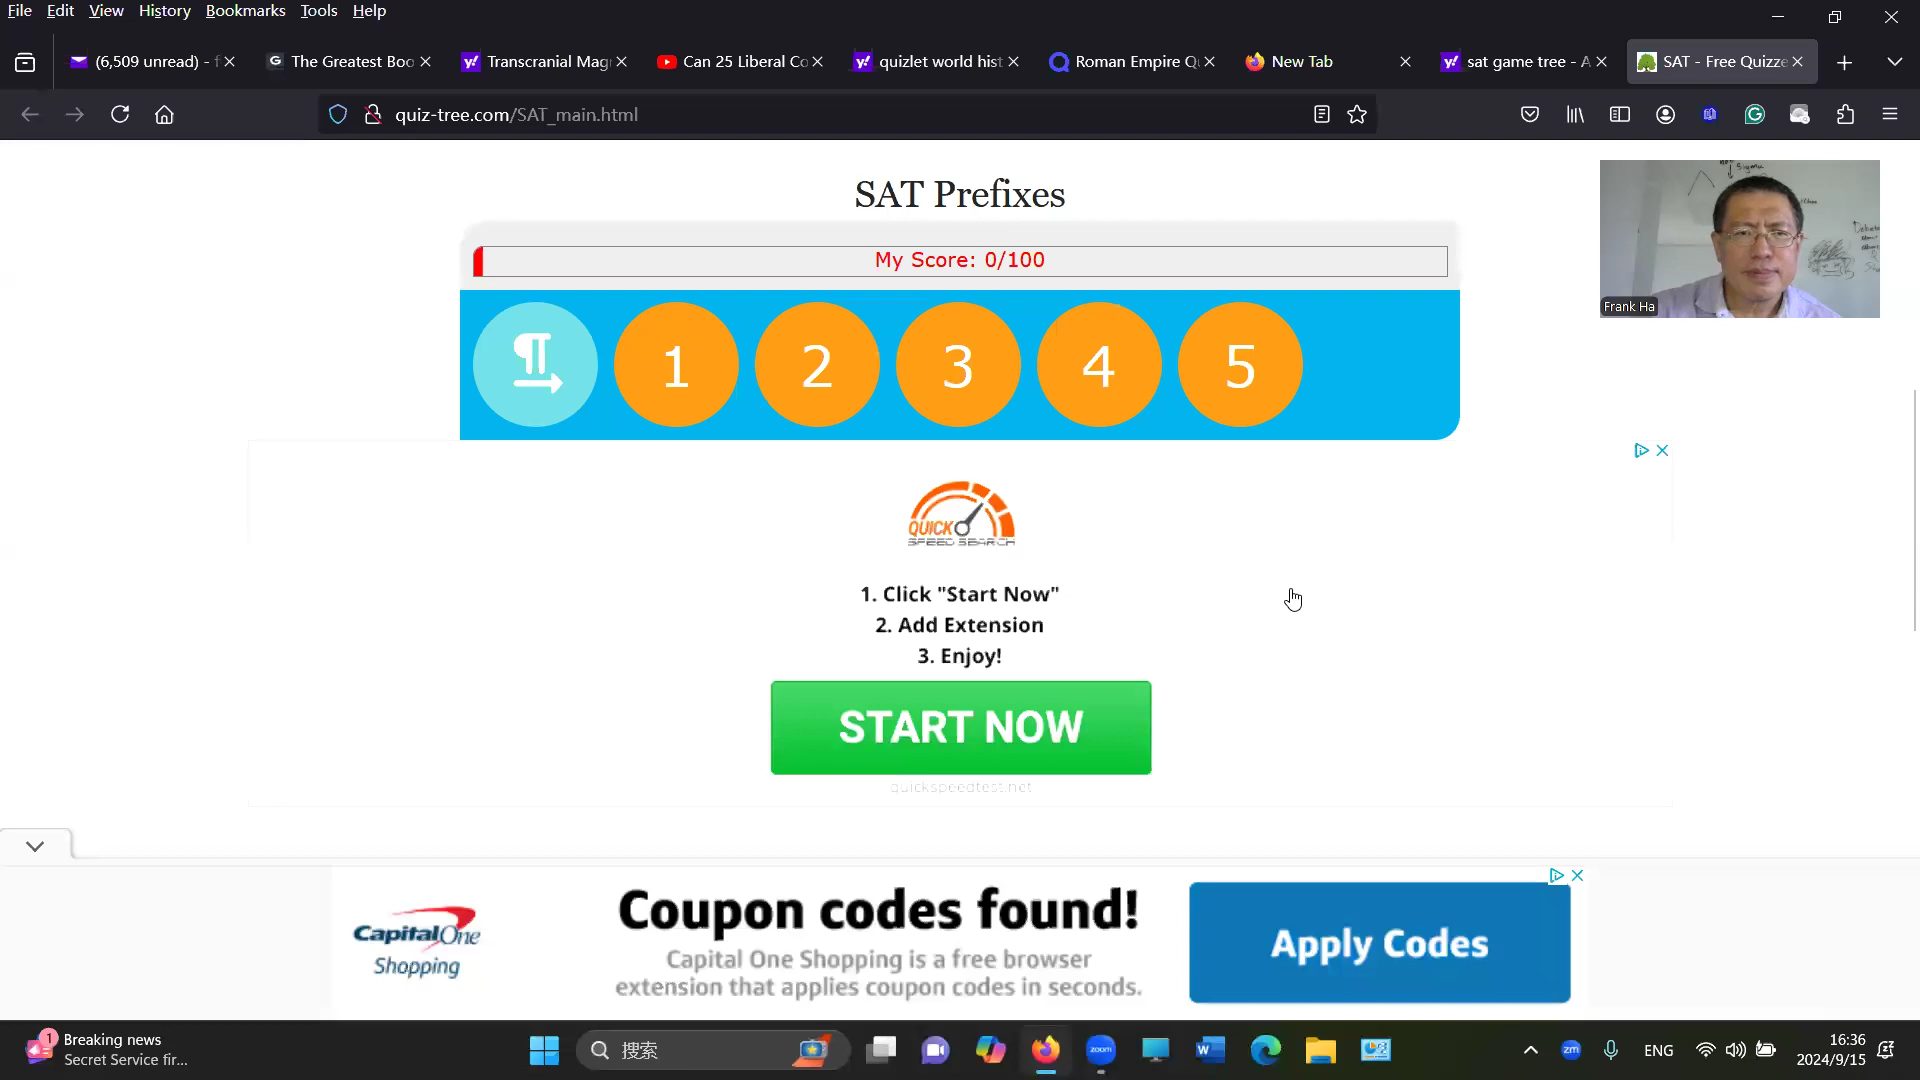 File Edit View History Bookmarks Tools Help
(6,509 unread) - f
The Greatest Boo
Transcranial Mag
Can 25 Liberal Co
quizlet world hist
Roman Empire Qu
New Tab
sat game tree - A
SAT - Free Quizze
quiz-tree.com/SAT_main.html
SAT Prefixes
My Score: 0/100
1 2 3 4 5
Frank Ha
QUICK
SPEED SEARCH
1. Click "Start Now"
2. Add Extension
3. Enjoy!
START NOW
quickspeedtest.net
CapitalOne
Shopping
Coupon codes found!
Capital One Shopping is a free browser
extension that applies coupon codes in seconds.
Apply Codes
1
Breaking news
Secret Service fir...
搜索
zoom
zm
ENG
16:36
2024/9/15